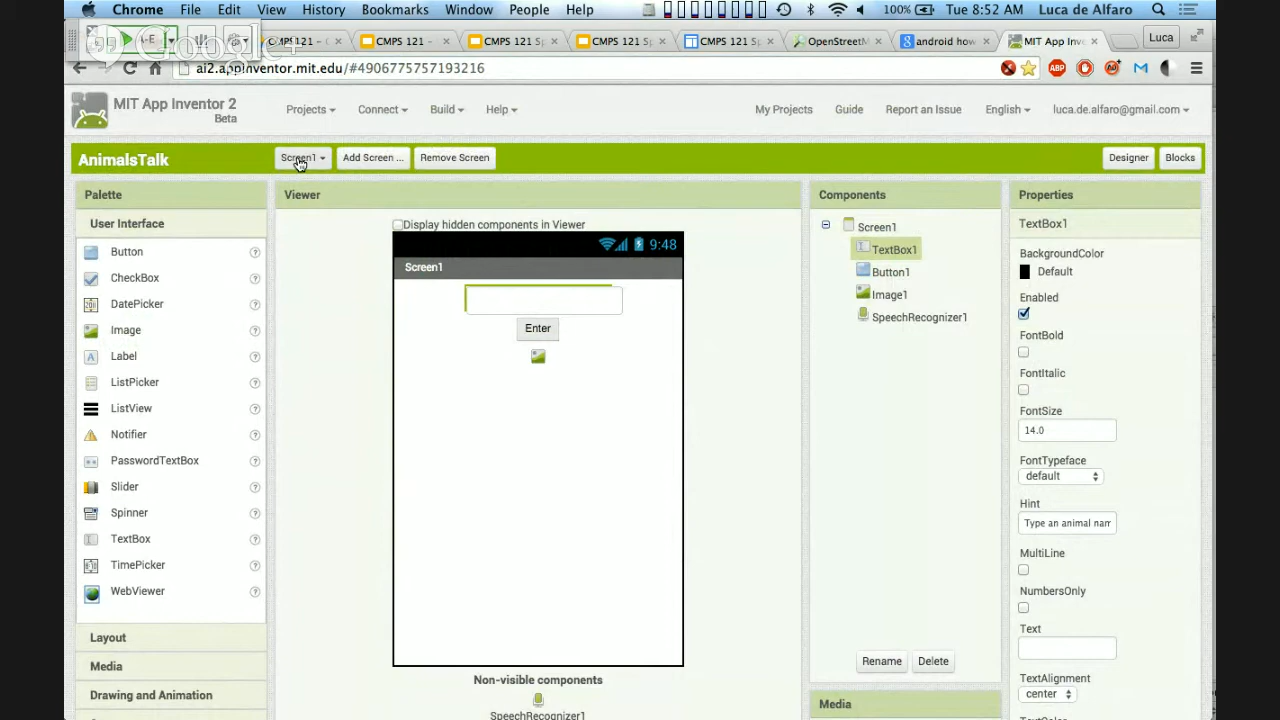 Chrome File Edit View History Bookmarks Window People Help 100% Tue 8:52 AM Luca de Alfaro
Google+
CMPS 121 - CMPS 121 CMPS 121 S CMPS 121 S CMPS 121 S OpenStreetM android how MIT App Inve Luca
ai2.appinventor.mit.edu/#4906775757193216
MIT App Inventor 2
Beta
Projects Connect Build Help My Projects Guide Report an Issue English luca.de.alfaro@gmail.com
AnimalsTalk Screen1 Add Screen ... Remove Screen Designer Blocks
Palette
User Interface
Button
CheckBox
DatePicker
Image
Label
ListPicker
ListView
Notifier
PasswordTextBox
Slider
Spinner
TextBox
TimePicker
WebViewer
Layout
Media
Drawing and Animation
Viewer
Display hidden components in Viewer
9:48
Screen1
Enter
Non-visible components
SpeechRecognizer1
Components
Screen1
TextBox1
Button1
Image1
SpeechRecognizer1
Rename Delete
Media
Properties
TextBox1
BackgroundColor
Default
Enabled
FontBold
FontItalic
FontSize
14.0
FontTypeface
default
Hint
Type an animal nam
MultiLine
NumbersOnly
Text
TextAlignment
center